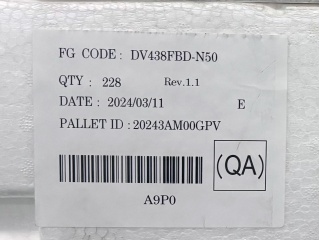 FG CODE : DV438FBD-N50
QTY : 228 Rev.1.1
DATE : 2024/03/11 E
PALLET ID : 20243AM00GPV
(QA)
A9P0